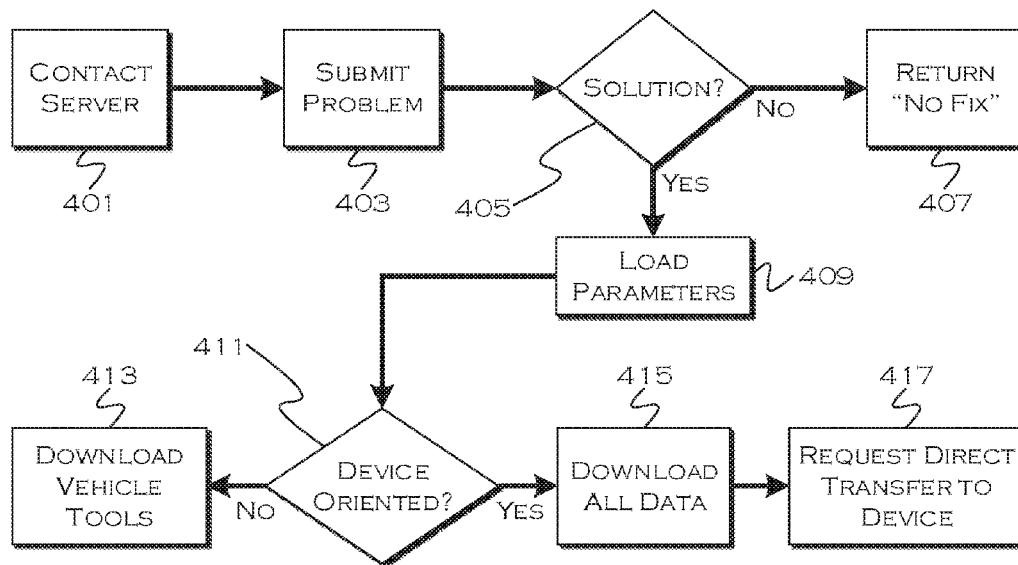 CONTACT
SERVER
401
SUBMIT
PROBLEM
403
SOLUTION?
405
NO
YES
RETURN
"NO FIX"
407
LOAD
PARAMETERS
409
411
413
DOWNLOAD
VEHICLE
TOOLS
NO
DEVICE
ORIENTED?
YES
415
DOWNLOAD
ALL DATA
417
REQUEST DIRECT
TRANSFER TO
DEVICE